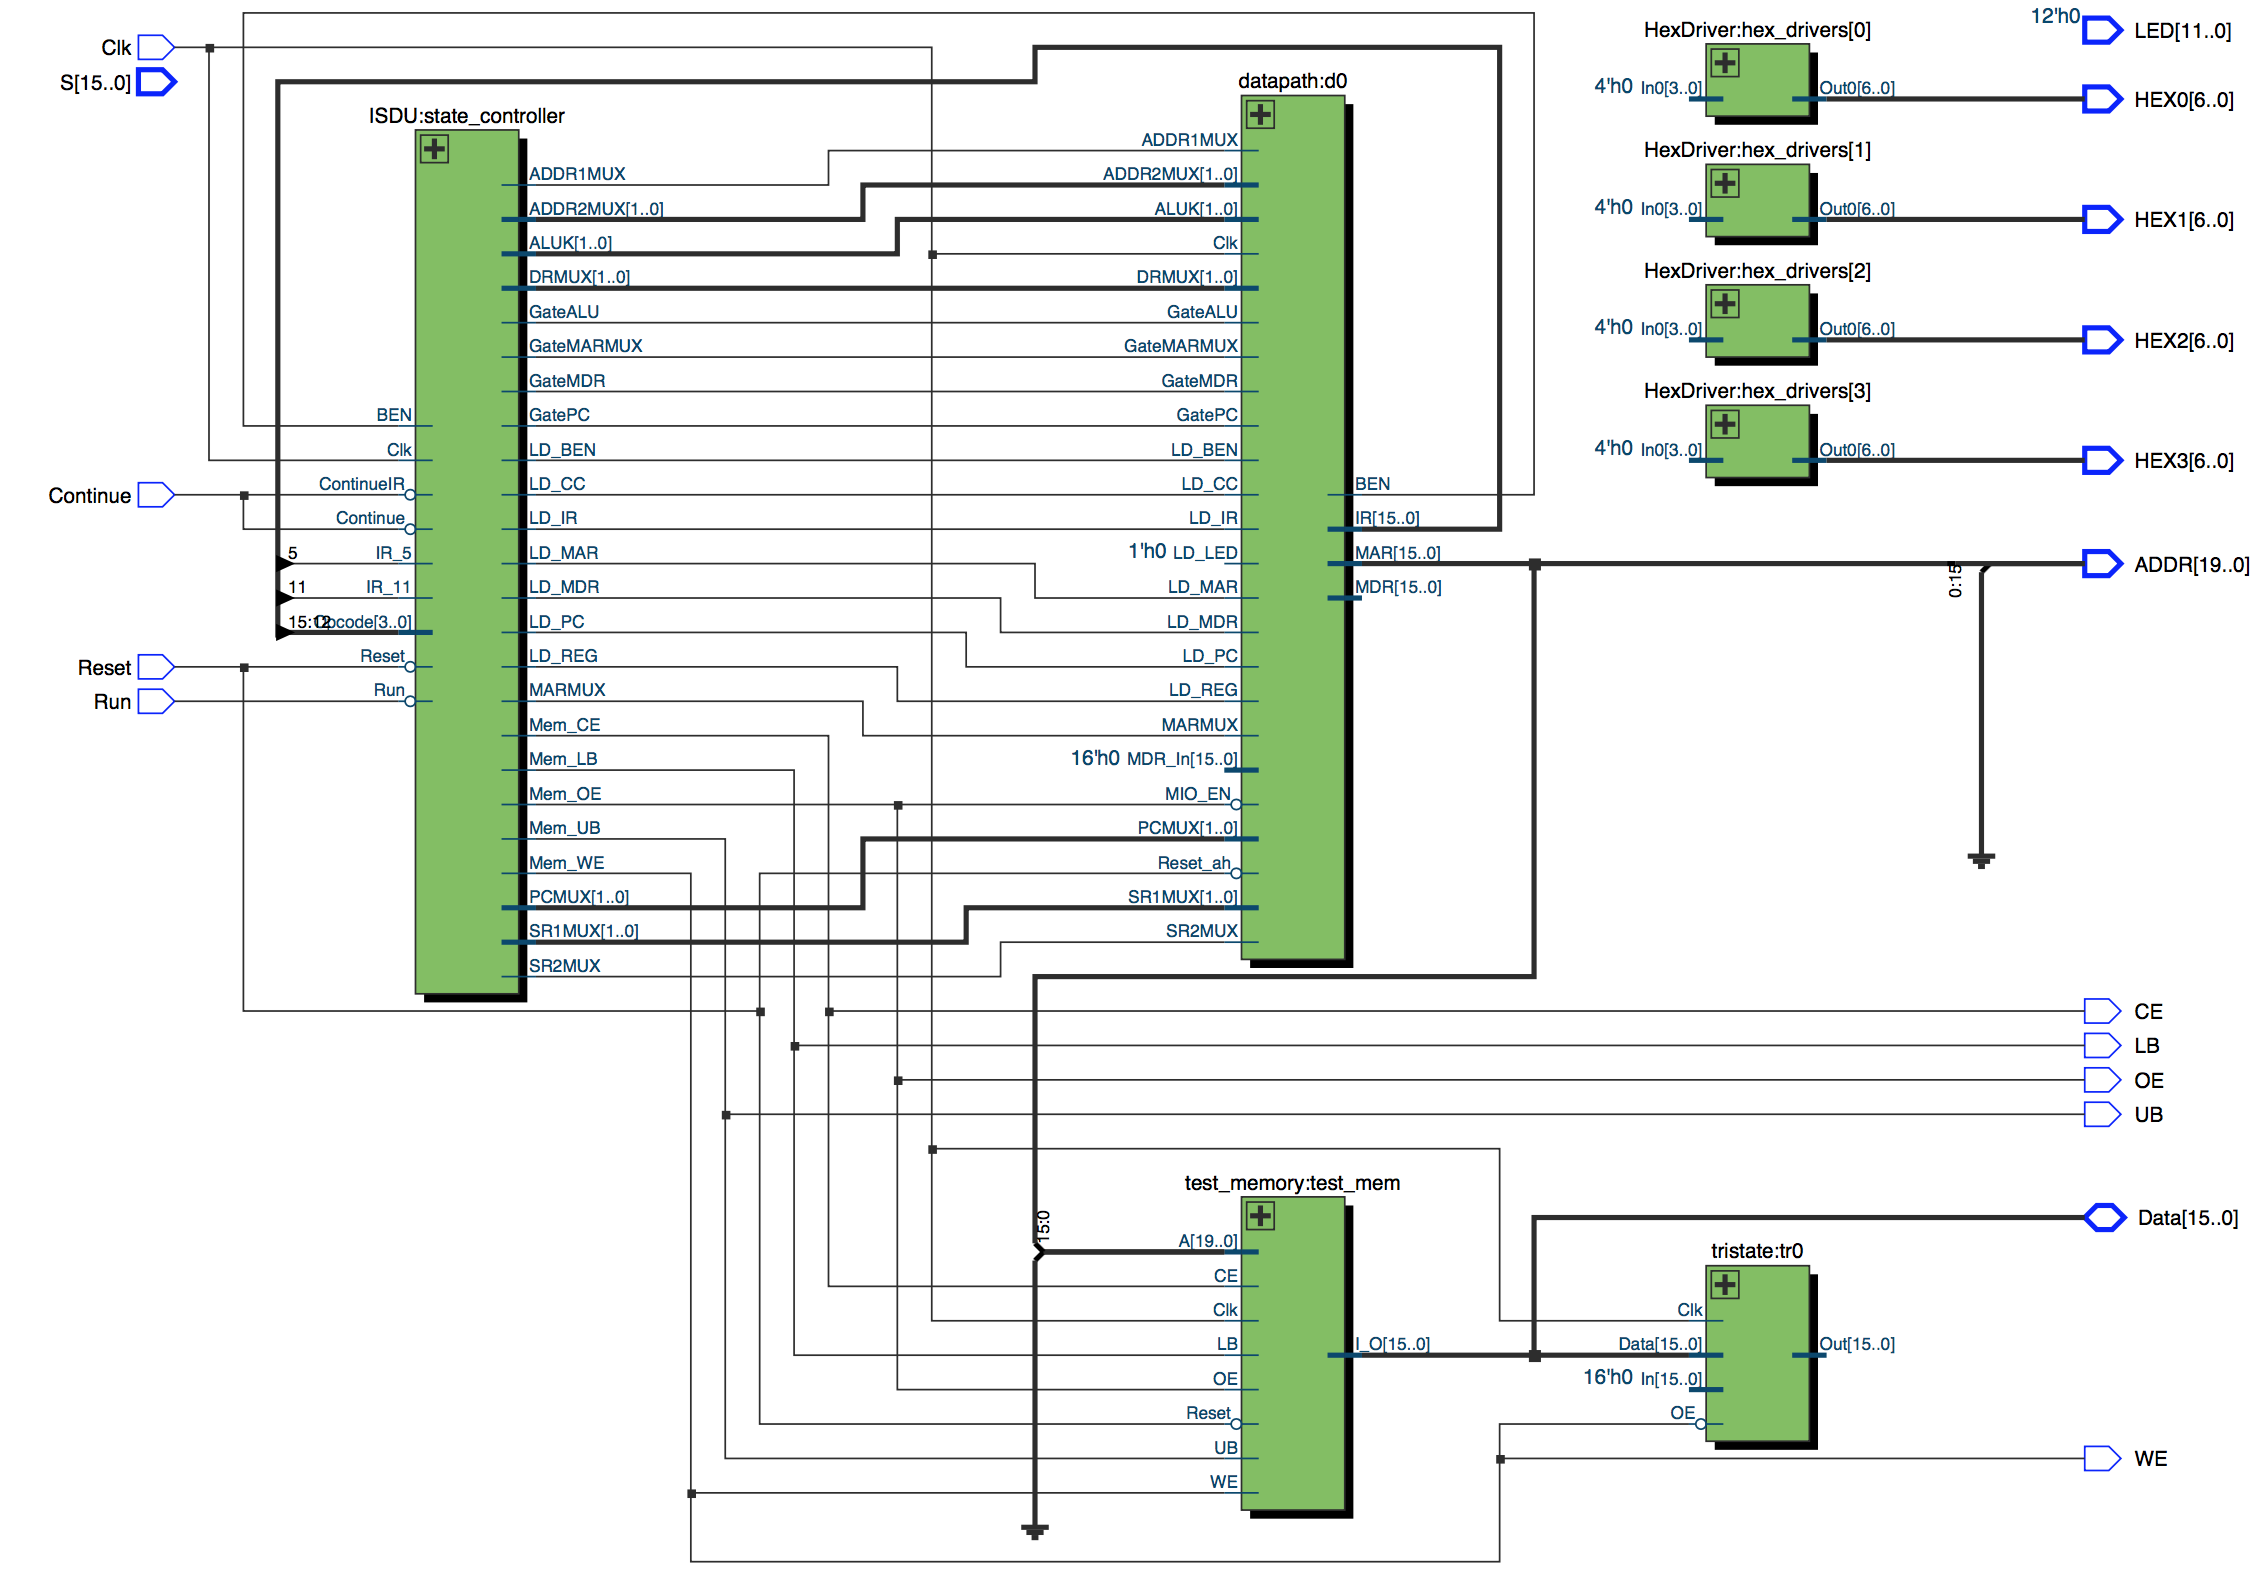 Clk
S[15..0]
Continue
Reset
Run
ISDU:state_controller
BEN
Clk
ContinueIR
Continue
5 IR_5
11 IR_11
15:12 Opcode[3..0]
Reset
Run
ADDR1MUX
ADDR2MUX[1..0]
ALUK[1..0]
DRMUX[1..0]
GateALU
GateMARMUX
GateMDR
GatePC
LD_BEN
LD_CC
LD_IR
LD_MAR
LD_MDR
LD_PC
LD_REG
MARMUX
Mem_CE
Mem_LB
Mem_OE
Mem_UB
Mem_WE
PCMUX[1..0]
SR1MUX[1..0]
SR2MUX
datapath:d0
ADDR1MUX
ADDR2MUX[1..0]
ALUK[1..0]
Clk
DRMUX[1..0]
GateALU
GateMARMUX
GateMDR
GatePC
LD_BEN
LD_CC
LD_IR
1'h0 LD_LED
LD_MAR
LD_MDR
LD_PC
LD_REG
MARMUX
16'h0 MDR_In[15..0]
MIO_EN
PCMUX[1..0]
Reset_ah
SR1MUX[1..0]
SR2MUX
BEN
IR[15..0]
MAR[15..0]
MDR[15..0]
HexDriver:hex_drivers[0]
4'h0 In0[3..0] Out0[6..0]
HexDriver:hex_drivers[1]
4'h0 In0[3..0] Out0[6..0]
HexDriver:hex_drivers[2]
4'h0 In0[3..0] Out0[6..0]
HexDriver:hex_drivers[3]
4'h0 In0[3..0] Out0[6..0]
12'h0 LED[11..0]
HEX0[6..0]
HEX1[6..0]
HEX2[6..0]
HEX3[6..0]
0:15
ADDR[19..0]
CE
LB
OE
UB
test_memory:test_mem
15:0
A[19..0]
CE
Clk
LB
OE
Reset
UB
WE
I_O[15..0]
tristate:tr0
Clk
Data[15..0]
16'h0 In[15..0]
OE
Out[15..0]
Data[15..0]
WE